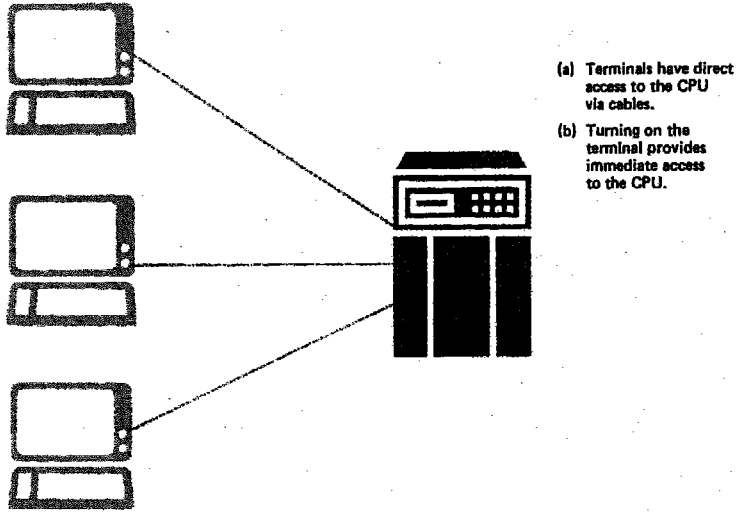 (a) Terminals have direct
access to the CPU
via cables.
(b) Turning on the
terminal provides
immediate access
to the CPU.